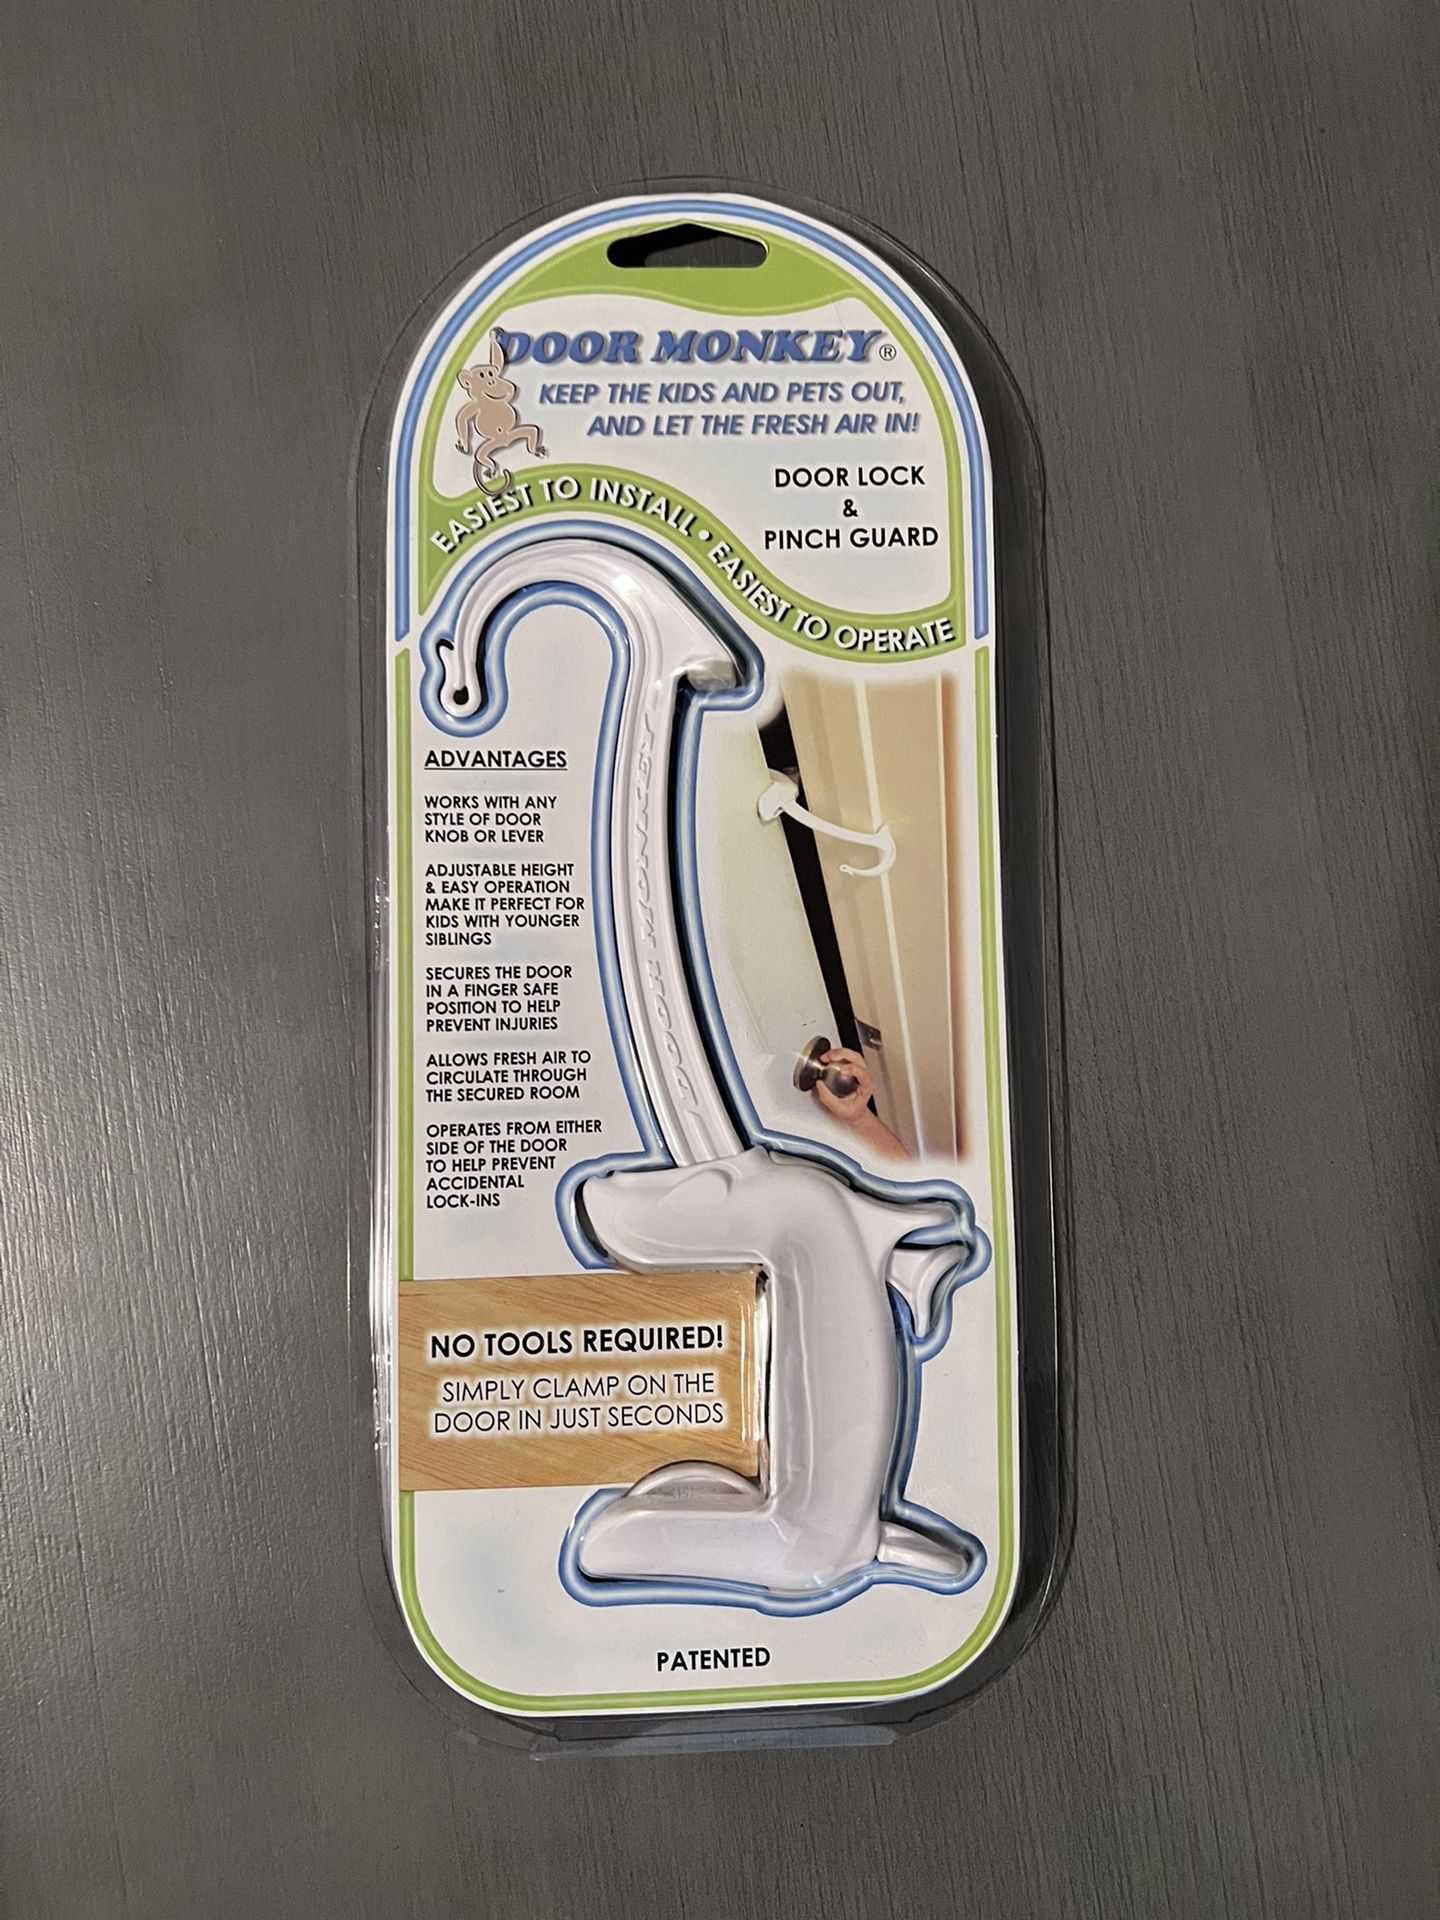 DOOR MONKEY®
KEEP THE KIDS AND PETS OUT,
AND LET THE FRESH AIR IN!
DOOR LOCK
&
PINCH GUARD
EASIEST TO INSTALL • EASIEST TO OPERATE
DOOR MONKEY
ADVANTAGES
WORKS WITH ANY
STYLE OF DOOR
KNOB OR LEVER
ADJUSTABLE HEIGHT
& EASY OPERATION
MAKE IT PERFECT FOR
KIDS WITH YOUNGER
SIBLINGS
SECURES THE DOOR
IN A FINGER SAFE
POSITION TO HELP
PREVENT INJURIES
ALLOWS FRESH AIR TO
CIRCULATE THROUGH
THE SECURED ROOM
OPERATES FROM EITHER
SIDE OF THE DOOR
TO HELP PREVENT
ACCIDENTAL
LOCK-INS
NO TOOLS REQUIRED!
SIMPLY CLAMP ON THE
DOOR IN JUST SECONDS
PATENTED